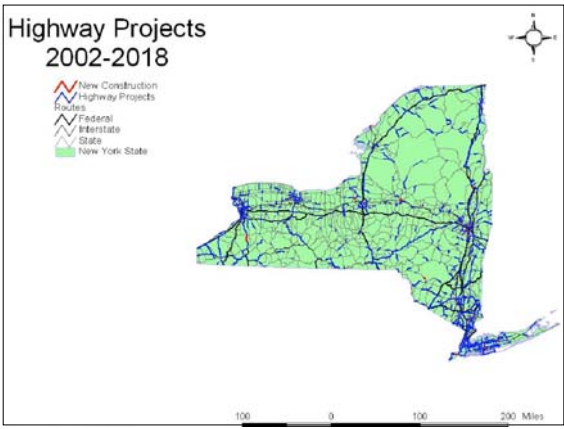 Highway Projects
2002-2018
New Construction
Highway Projects
Routes
Federal
Interstate
State
New York State
N
W E
S
100 0 100 200 Miles